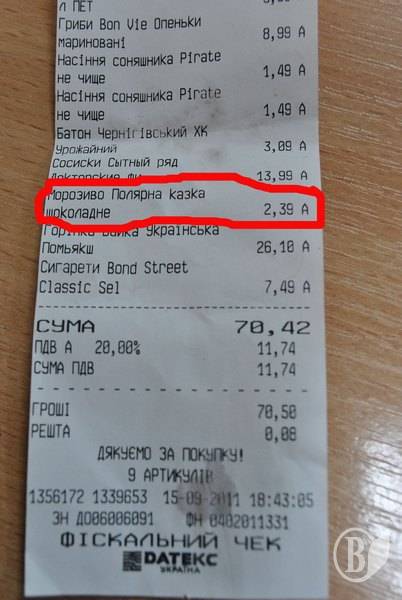 л ПЕТ
Гриби Bon Vie Опеньки
мариновані 8,99 А
Насіння соняшника Pirate
не чище 1,49 А
Насіння соняшника Pirate
не чище 1,49 А
Батон Чернігівський ХК
Урожайний 3,09 А
Сосиски Сытный ряд
13,99 А
Морозиво Полярна казка
шоколадне 2,39 А
Горілка Байка Українська
Помьякш 26,10 А
Сигарети Bond Street
Classic Sel 7,49 А
СУМА 70,42
ПДВ А 20,00% 11,74
СУМА ПДВ 11,74
ГРОШІ 70,50
РЕШТА 0,08
ДЯКУЄМО ЗА ПОКУПКУ!
9 АРТИКУЛІВ
1356172 1339653 15-09-2011 18:43:05
ЗН ДО06006091 ФН 0402011331
ФІСКАЛЬНИЙ ЧЕК
DATEКС
УКРАЇНА
B